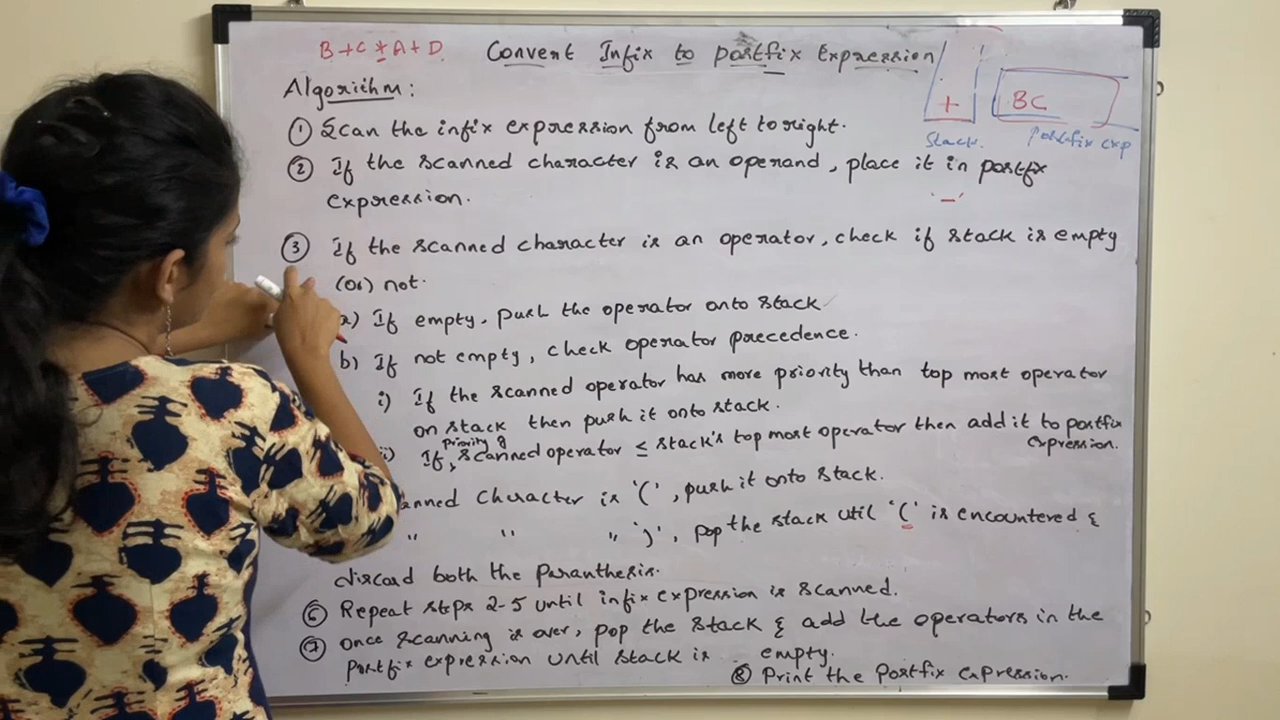 B+C*A+D
Convert Infix to postfix Expression
+
BC
Stack.
postfix exp
Algorithm:
① Scan the infix expression from left to right.
② If the scanned character is an operand, place it in postfix
expression.
③ If the scanned character is an operator, check if stack is empty
(or) not.
a) If empty, push the operator onto stack
b) If not empty, check operator precedence.
i) If the scanned operator has more priority than top most operator
on stack then push it onto stack.
ii) If priority of scanned operator ≤ stack's top most operator then add it to postfix
expression.
Character is '(', push it onto stack.
" " " ')', pop the stack util '(' is encountered &
discard both the Paranthesis.
⑥ Repeat steps 2-5 until infix expression is scanned.
⑦ once scanning is over, pop the stack & add the operators in the
postfix expression until stack is empty.
⑧ Print the Postfix expression.